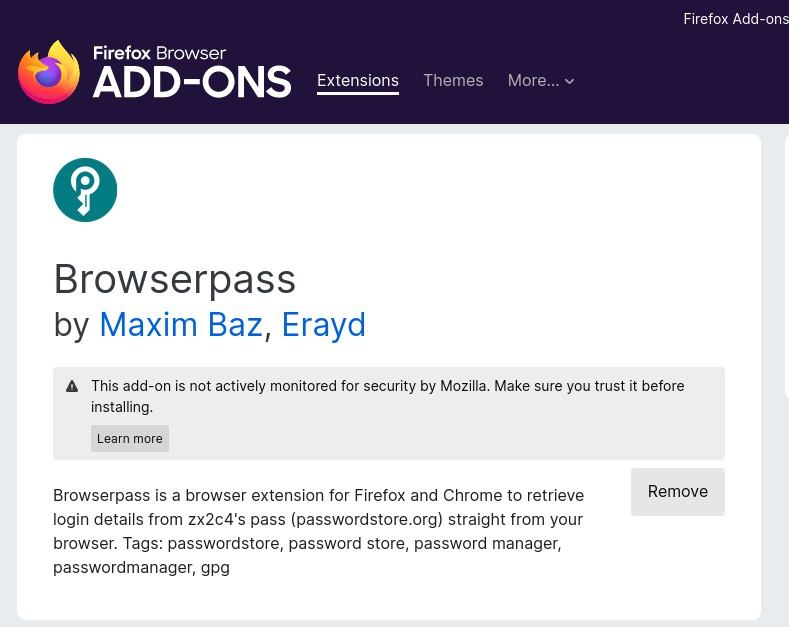 Firefox Add-ons
Firefox Browser
ADD-ONS
Extensions Themes More...
Browserpass
by Maxim Baz, Erayd
This add-on is not actively monitored for security by Mozilla. Make sure you trust it before
installing.
Learn more
Remove
Browserpass is a browser extension for Firefox and Chrome to retrieve
login details from zx2c4's pass (passwordstore.org) straight from your
browser. Tags: passwordstore, password store, password manager,
passwordmanager, gpg